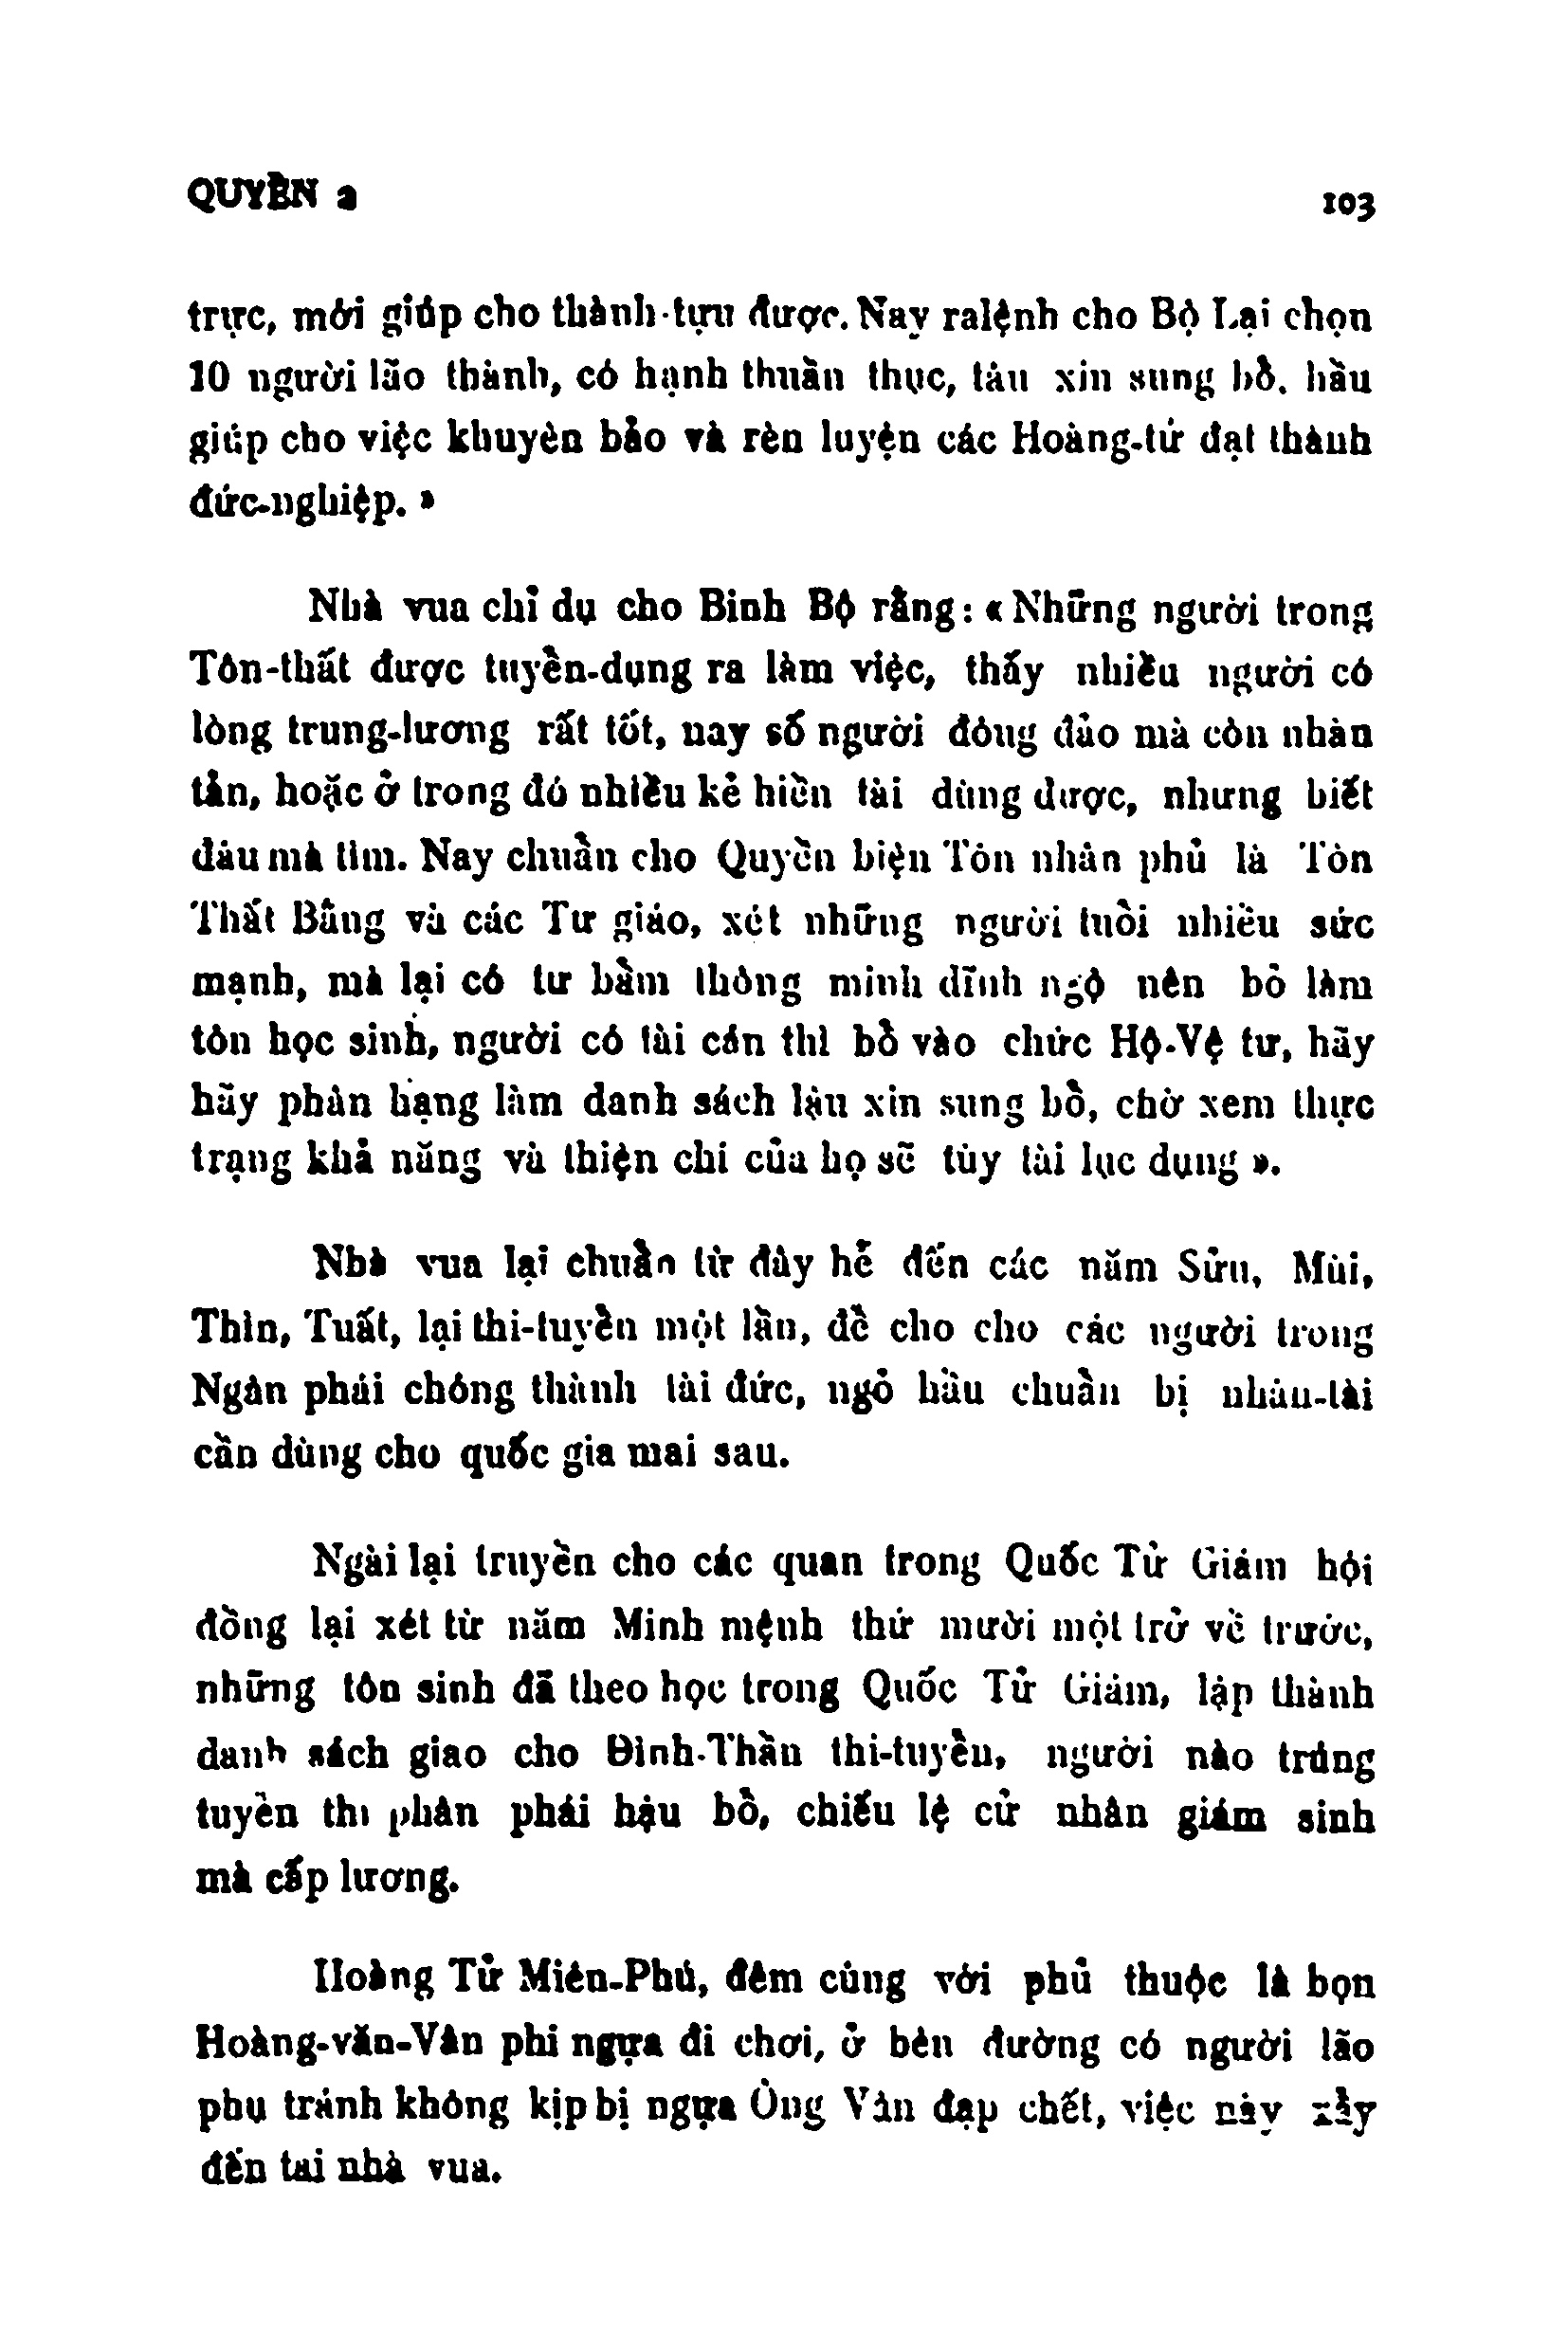 QUYỂN 2
103
trực, mới giúp cho thành-tựu được. Nay ralệnh cho Bộ Lại chọn
10 người lão thành, có hạnh thuần thục, tâu xin sung bổ. hầu
giúp cho việc khuyên bảo và rèn luyện các Hoàng-tử đạt thành
đức-nghiệp. »
Nhà vua chỉ dụ cho Binh Bộ rằng : « Những người trong
Tôn-thất được tuyển-dụng ra làm việc, thấy nhiều người có
lòng trung-lương rất tốt, nay số người đông đảo mà còn nhàn
tản, hoặc ở trong đó nhiều kẻ hiền tài dùng được, nhưng biết
đâu mà tìm. Nay chuẩn cho Quyền biện Tôn nhân phủ là Tôn
Thất Bằng và các Tư giáo, xét những người tuổi nhiều sức
mạnh, mà lại có tư bẩm thông minh dĩnh ngộ nên bổ làm
tôn học sinh, người có tài cán thì bổ vào chức Hộ-Vệ tư, hãy
hãy phân hạng làm danh sách tâu xin sung bổ, chờ xem thực
trạng khả năng và thiện chí của họ sẽ tùy tài lục dụng ».
Nhà vua lại chuẩn từ đây hễ đến các năm Sửu, Mùi,
Thìn, Tuất, lại thi-tuyển một lần, để cho cho các người trong
Ngân phái chóng thành tài đức, ngõ hầu chuẩn bị nhân-tài
cần dùng cho quốc gia mai sau.
Ngài lại truyền cho các quan trong Quốc Tử Giám hội
đồng lại xét từ năm Minh mệnh thứ mười một trở về trước,
những tôn sinh đã theo học trong Quốc Tử Giám, lập thành
danh sách giao cho Đình-Thần thi-tuyển, người nào trúng
tuyển thì phân phái hậu bổ, chiếu lệ cử nhân giám sinh
mà cấp lương.
Hoàng Tử Miên-Phú, đêm cùng với phủ thuộc là bọn
Hoàng-văn-Vân phi ngựa đi chơi, ở bên đường có người lão
phụ tránh không kịp bị ngựa Ông Vân đạp chết, việc này xảy
đến tai nhà vua.